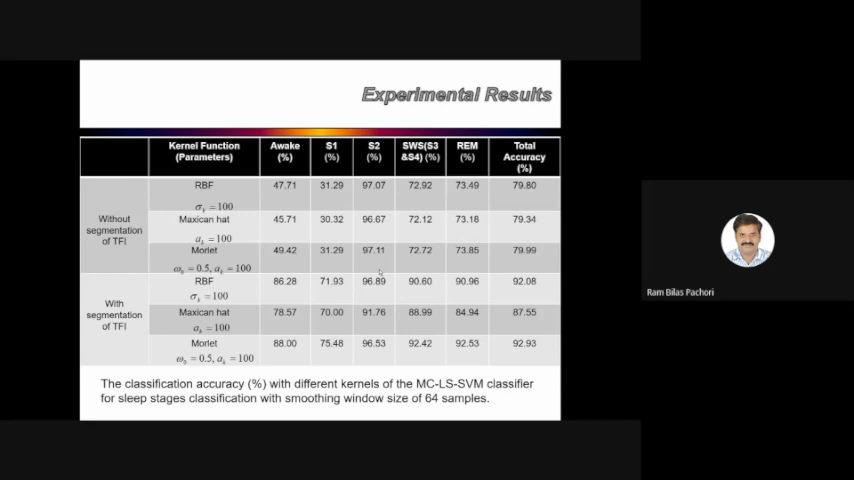 Experimental Results
Kernel Function (Parameters) Awake (%) S1 (%) S2 (%) SWS(S3 &S4) (%) REM (%) Total Accuracy (%)
Without segmentation of TFI
RBF σk = 100 47.71 31.29 97.07 72.92 73.49 79.80
Maxican hat ak = 100 45.71 30.32 96.67 72.12 73.18 79.34
Morlet ω0 = 0.5, ak = 100 49.42 31.29 97.11 72.72 73.85 79.99
With segmentation of TFI
RBF σk = 100 86.28 71.93 96.89 90.60 90.96 92.08
Maxican hat ak = 100 78.57 70.00 91.76 88.99 84.94 87.55
Morlet ω0 = 0.5, ak = 100 88.00 75.48 96.53 92.42 92.53 92.93
The classification accuracy (%) with different kernels of the MC-LS-SVM classifier
for sleep stages classification with smoothing window size of 64 samples.
Ram Bilas Pachori